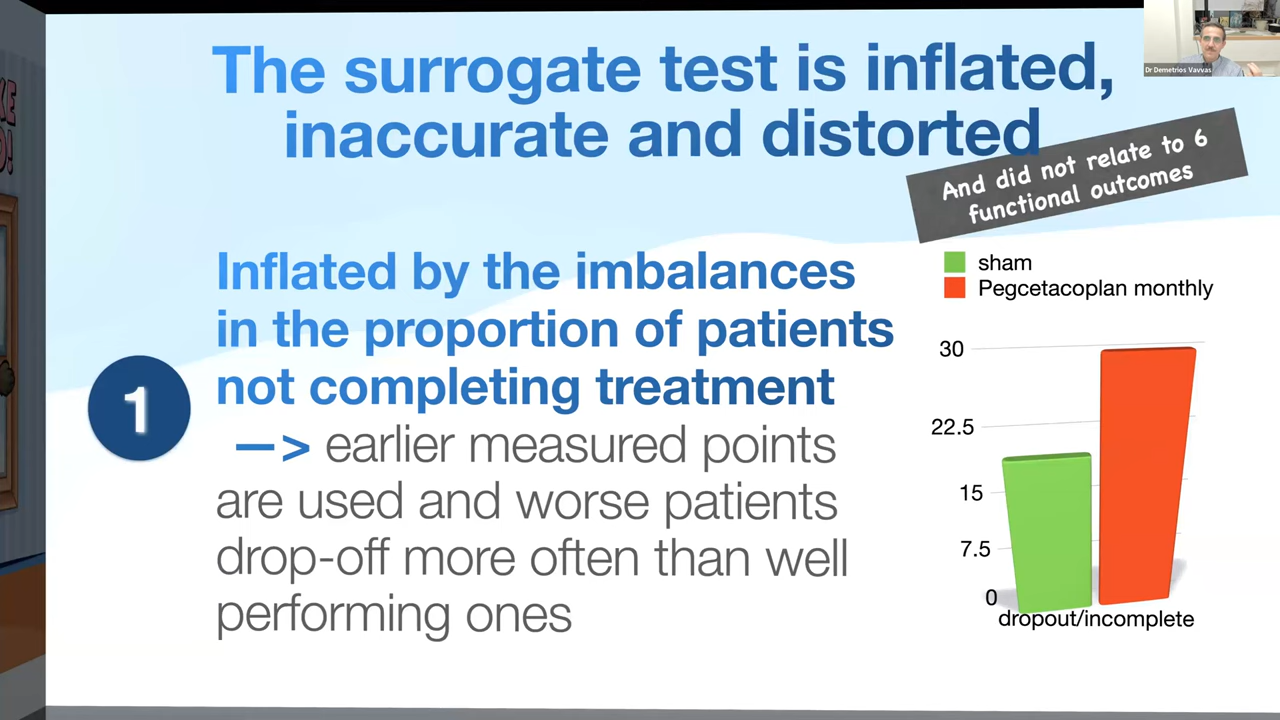 The surrogate test is inflated,
inaccurate and distorted
And did not relate to 6
functional outcomes
Inflated by the imbalances
in the proportion of patients
not completing treatment
1
—> earlier measured points
are used and worse patients
drop-off more often than well
performing ones
sham
Pegcetacoplan monthly
30
22.5
15
7.5
0
dropout/incomplete
Dr Demetrios Vavvas